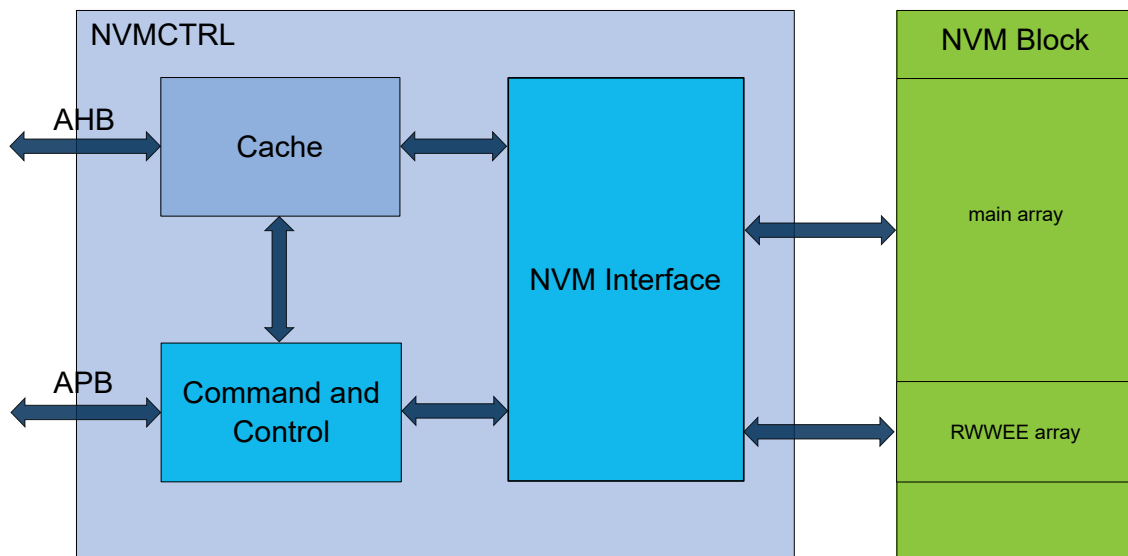 NVMCTRL
NVM Block
AHB
Cache
main array
NVM Interface
APB
Command and
Control
RWWEE array